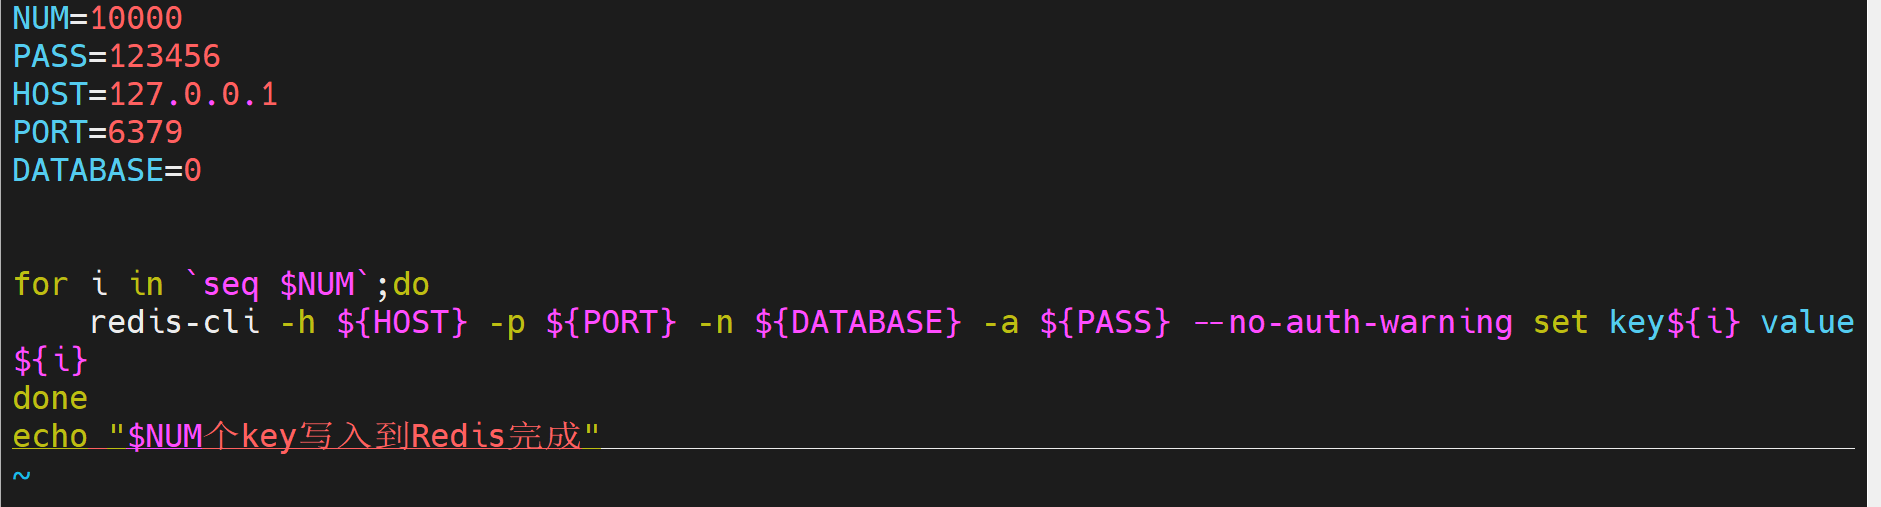 NUM=10000
PASS=123456
HOST=127.0.0.1
PORT=6379
DATABASE=0
for i in `seq $NUM`;do
    redis-cli -h ${HOST} -p ${PORT} -n ${DATABASE} -a ${PASS} --no-auth-warning set key${i} value
${i}
done
echo "$NUM个key写入到Redis完成"
~